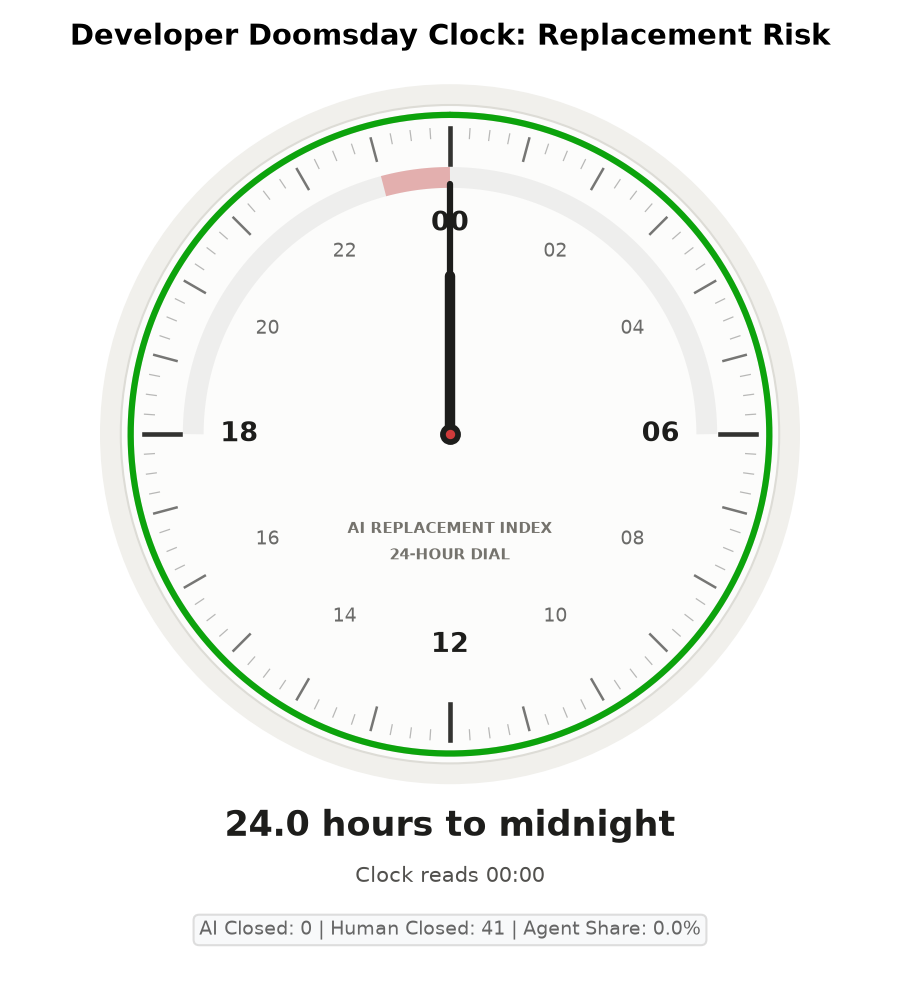 Developer Doomsday Clock: Replacement Risk
00
22 02
20 04
18 06
AI REPLACEMENT INDEX
16 08
24-HOUR DIAL
14 10
12
24.0 hours to midnight
Clock reads 00:00
AI Closed: 0 | Human Closed: 41 | Agent Share: 0.0%